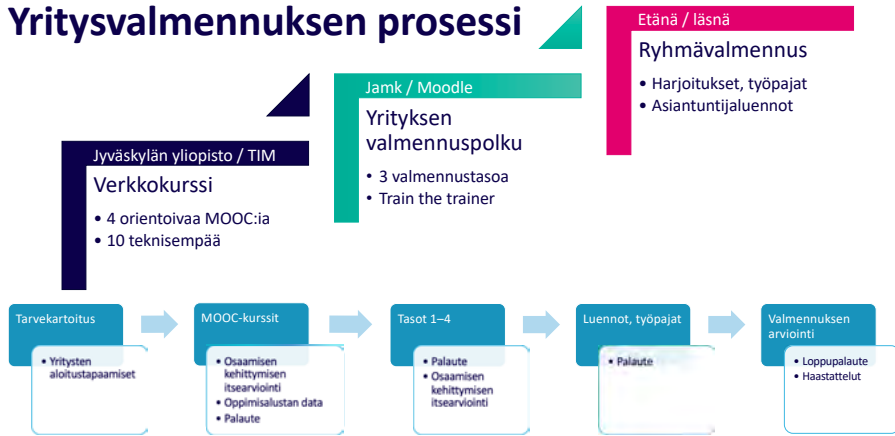 Yritysvalmennuksen prosessi
Etänä / läsnä
Ryhmävalmennus
• Harjoitukset, työpajat
• Asiantuntijaluennot
Jamk / Moodle
Yrityksen
valmennuspolku
• 3 valmennustasoa
• Train the trainer
Jyväskylän yliopisto / TIM
Verkkokurssi
• 4 orientoivaa MOOC:ia
• 10 teknisempää
Tarvekartoitus
• Yritysten
aloitustapaamiset
MOOC-kurssit
• Osaamisen
kehittymisen
itsearviointi
• Oppimisalustan data
• Palaute
Tasot 1–4
• Palaute
• Osaamisen
kehittymisen
itsearviointi
Luennot, työpajat
• Palaute
Valmennuksen
arviointi
• Loppupalaute
• Haastattelut